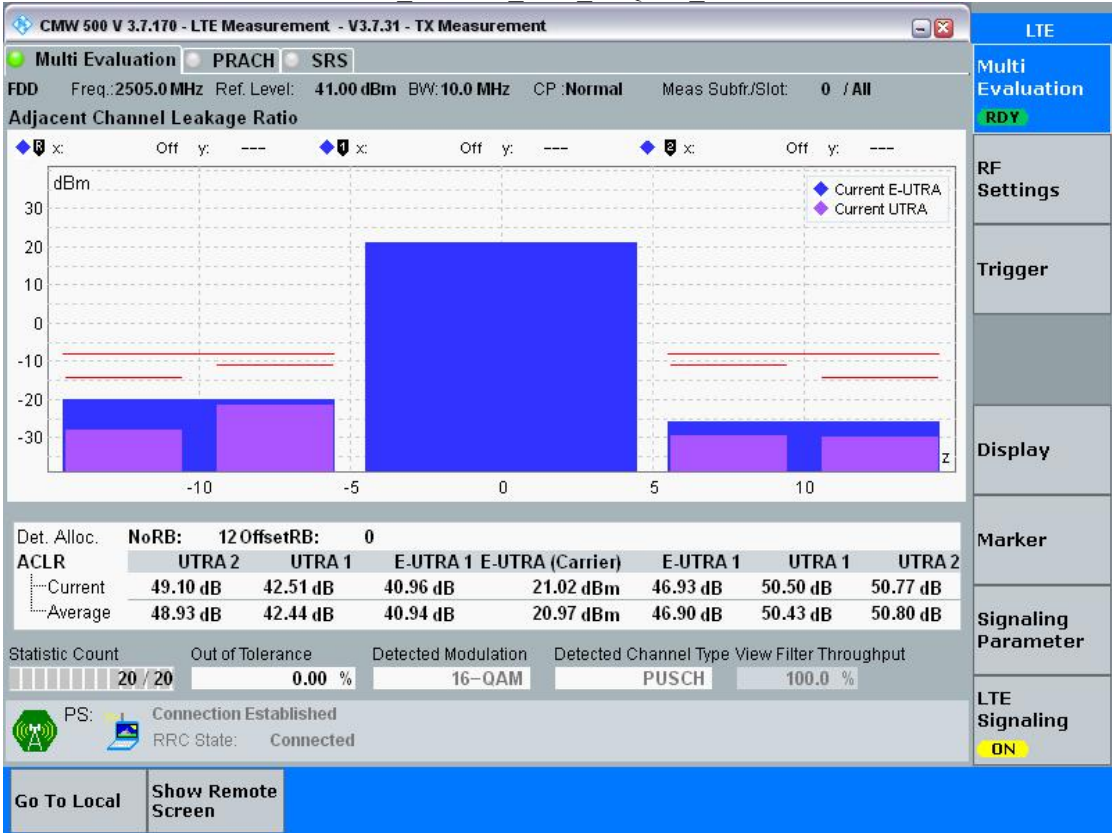 CMW 500 V 3.7.170 - LTE Measurement - V3.7.31 - TX Measurement
LTE
Multi Evaluation PRACH SRS
FDD Freq.:2505.0 MHz Ref. Level: 41.00 dBm BW:10.0 MHz CP :Normal Meas Subfr./Slot: 0 / All
Adjacent Channel Leakage Ratio
R x: Off y: --- 1 x: Off y: --- 2 x: Off y: ---
dBm
Current E-UTRA
Current UTRA
30
20
10
0
-10
-20
-30
z
-10 -5 0 5 10
Det. Alloc. NoRB: 12 OffsetRB: 0
ACLR UTRA 2 UTRA 1 E-UTRA 1 E-UTRA (Carrier) E-UTRA 1 UTRA 1 UTRA 2
Current 49.10 dB 42.51 dB 40.96 dB 21.02 dBm 46.93 dB 50.50 dB 50.77 dB
Average 48.93 dB 42.44 dB 40.94 dB 20.97 dBm 46.90 dB 50.43 dB 50.80 dB
Statistic Count Out of Tolerance Detected Modulation Detected Channel Type View Filter Throughput
20 / 20 0.00 % 16-QAM PUSCH 100.0 %
PS: Connection Established
RRC State: Connected
Multi
Evaluation
RDY
RF
Settings
Trigger
Display
Marker
Signaling
Parameter
LTE
Signaling
ON
Go To Local
Show Remote
Screen